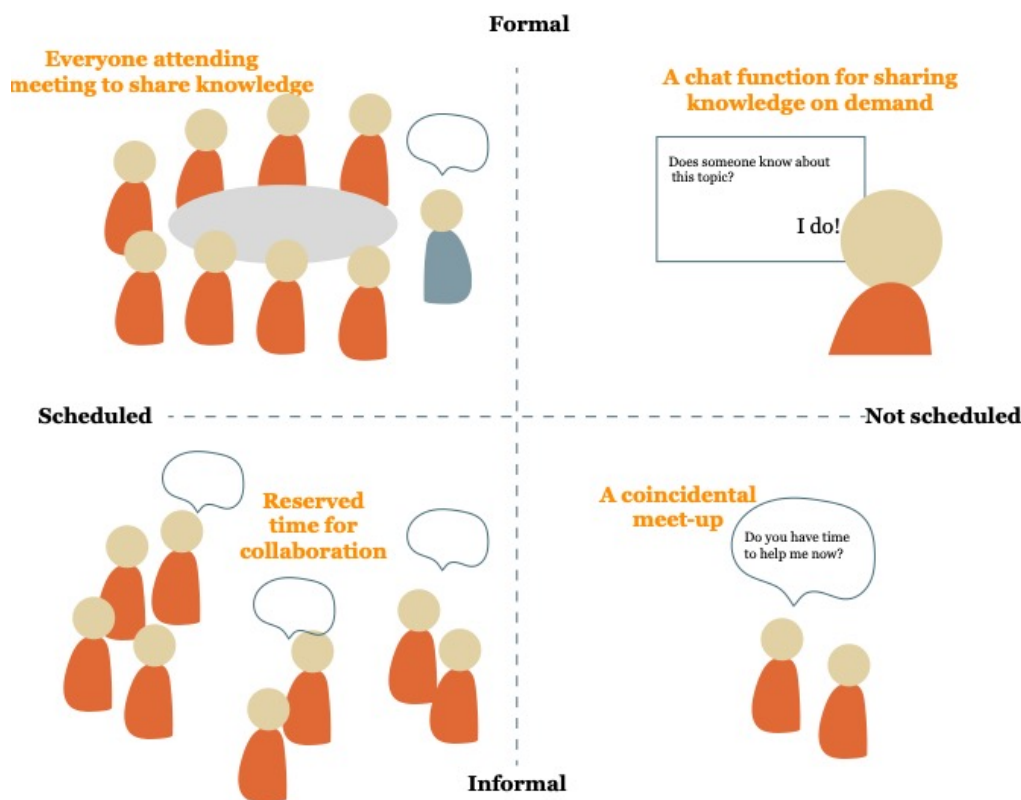 Formal
Everyone attending
meeting to share knowledge
A chat function for sharing
knowledge on demand
Does someone know about
this topic?
I do!
Scheduled
Not scheduled
Reserved
time for
collaboration
A coincidental
meet-up
Do you have time
to help me now?
Informal